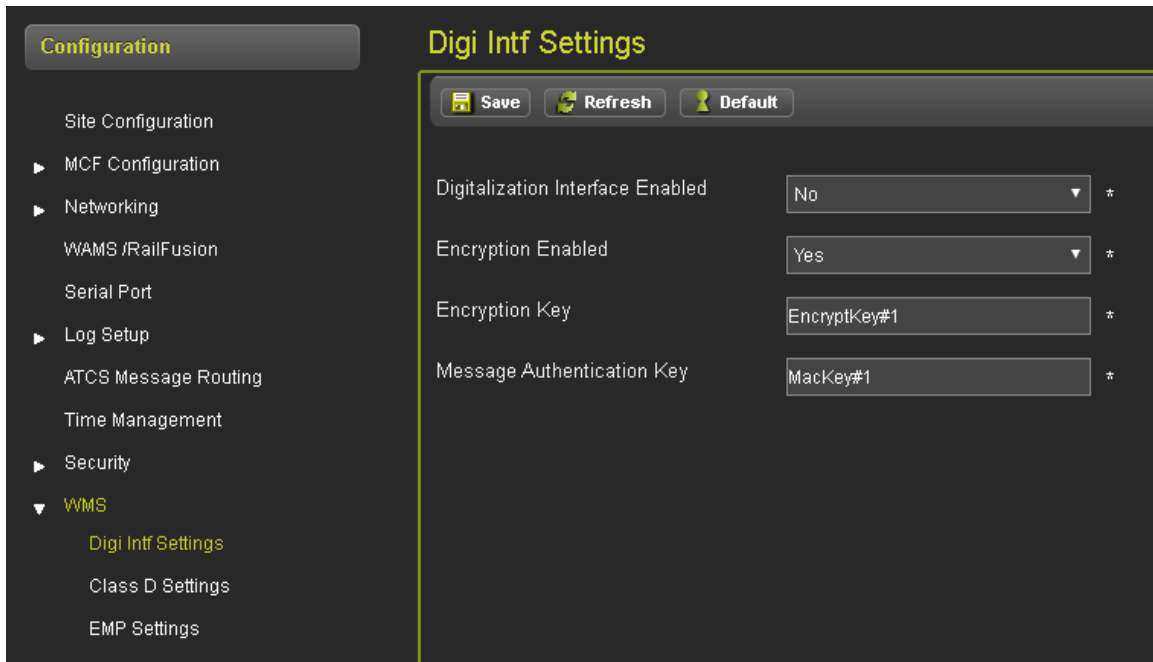 Configuration
Site Configuration
MCF Configuration
Networking
WAMS /RailFusion
Serial Port
Log Setup
ATCS Message Routing
Time Management
Security
WMS
Digi Intf Settings
Class D Settings
EMP Settings
Digi Intf Settings
Save Refresh Default
Digitalization Interface Enabled No *
Encryption Enabled Yes *
Encryption Key EncryptKey#1 *
Message Authentication Key MacKey#1 *